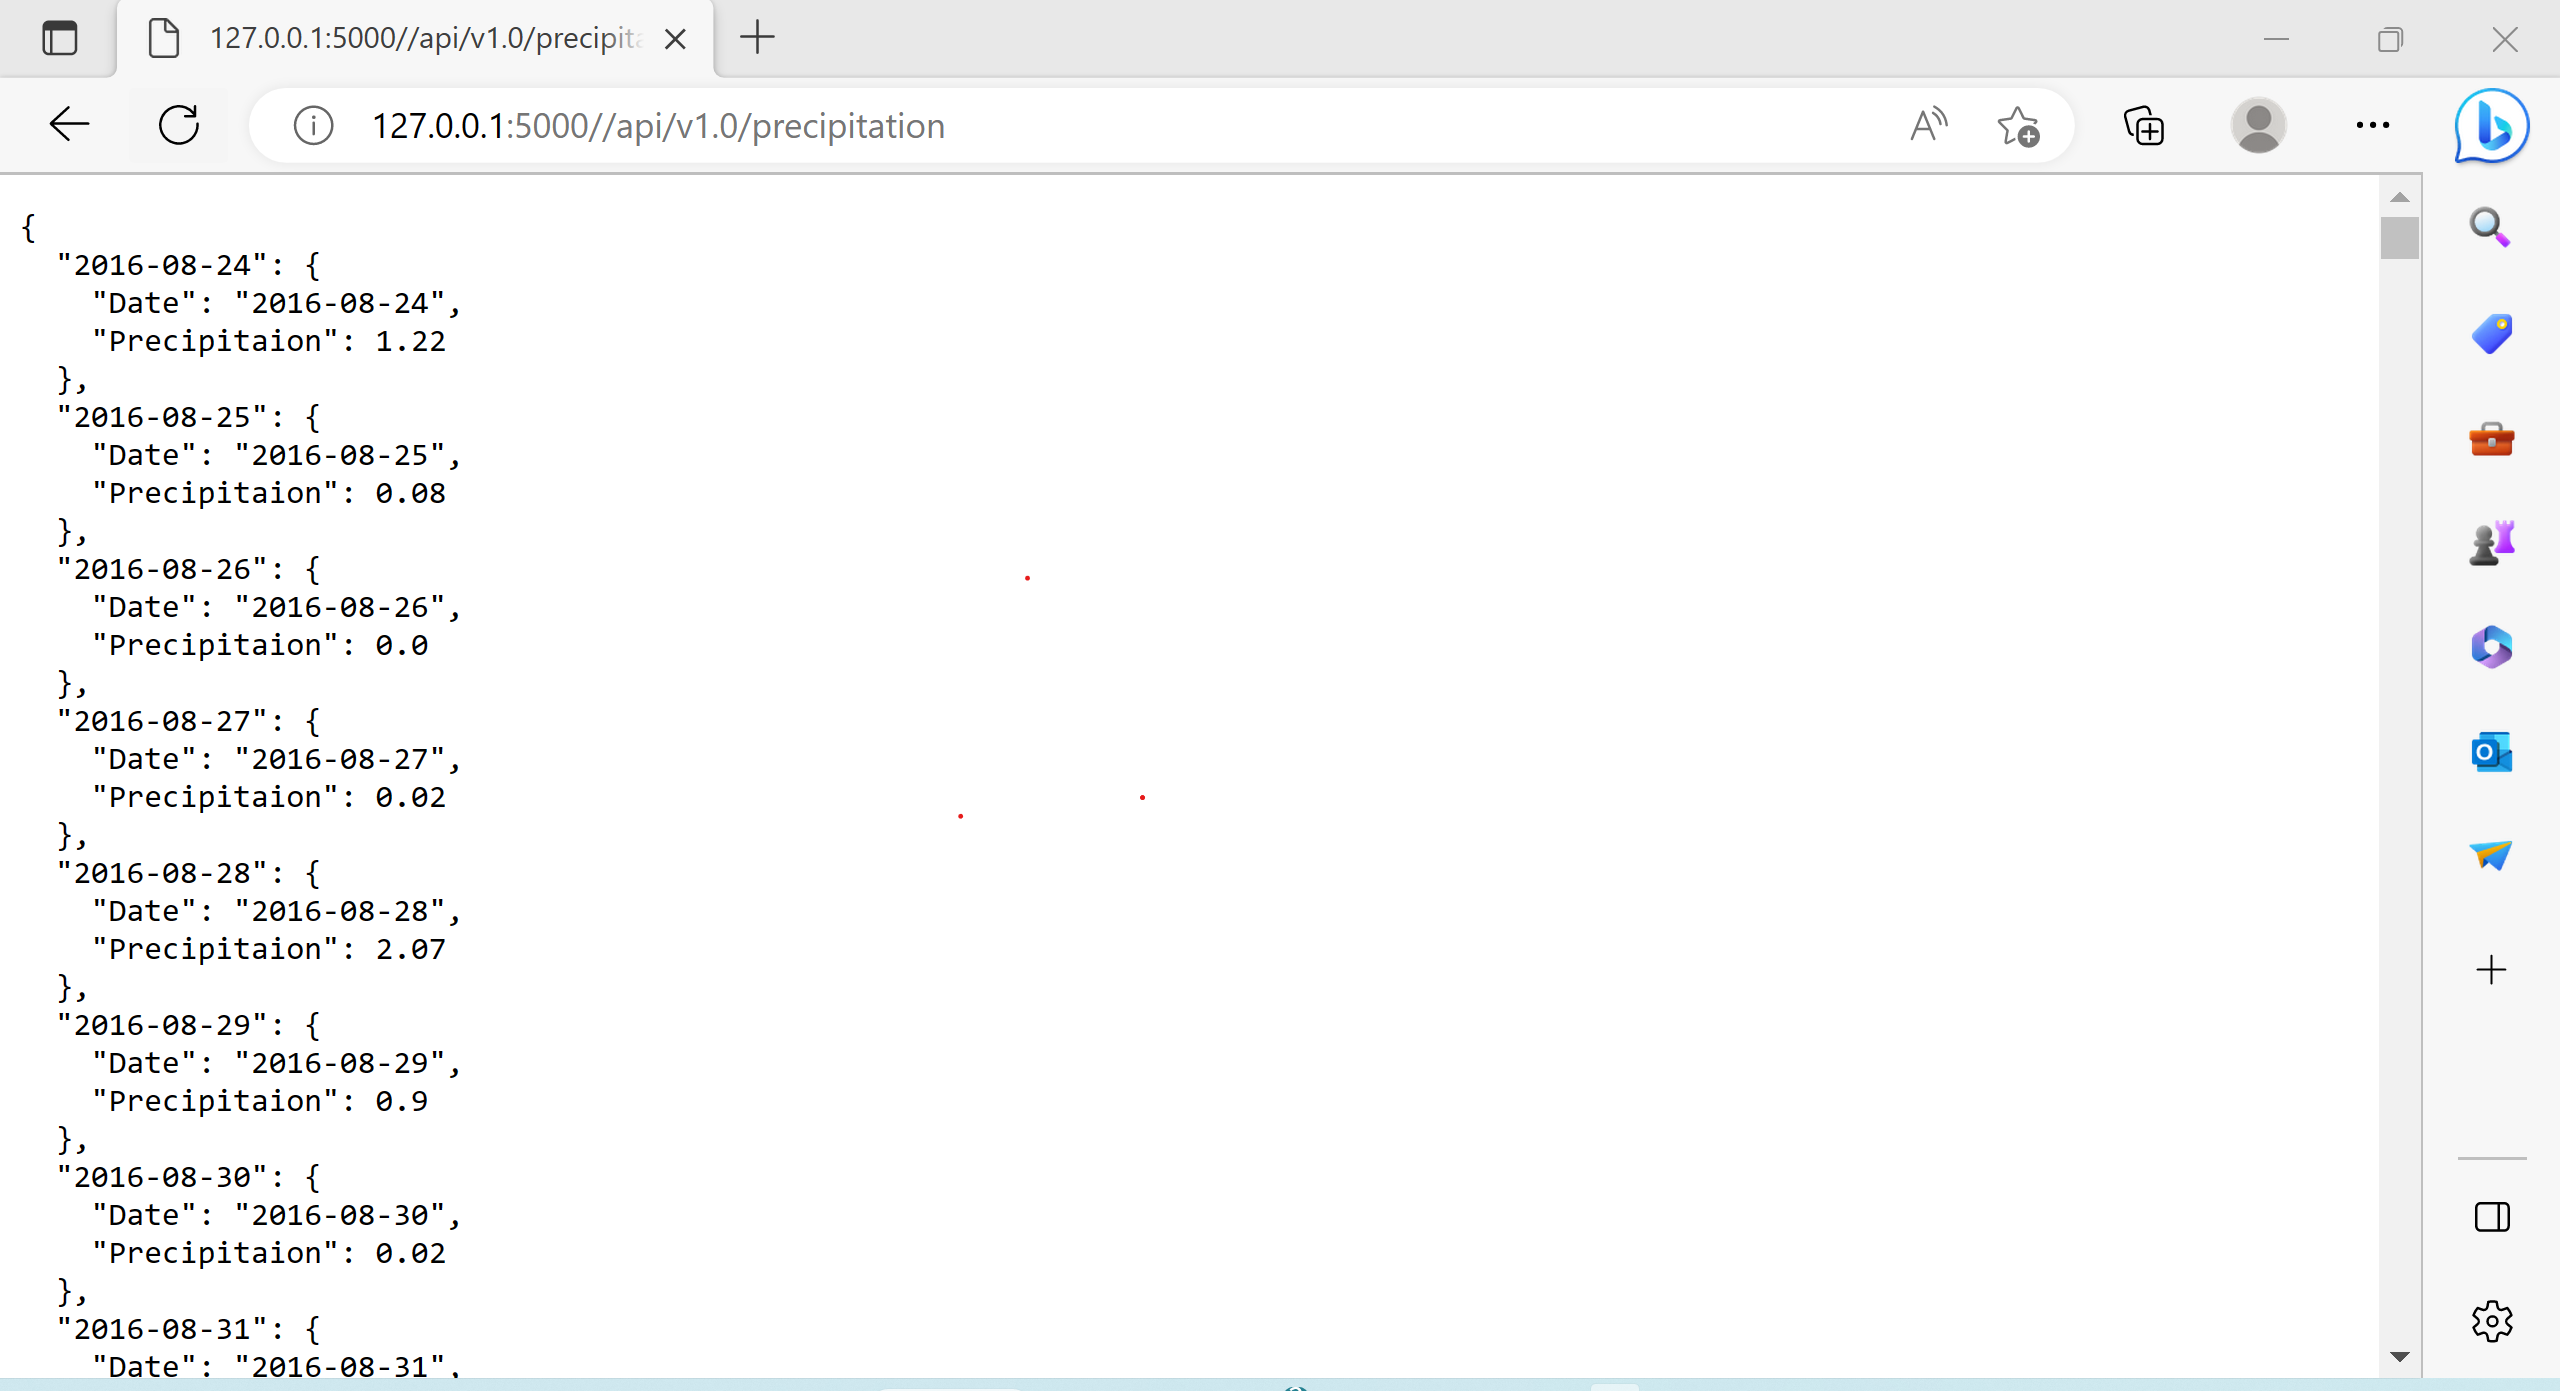 127.0.0.1:5000//api/v1.0/precipita
127.0.0.1:5000//api/v1.0/precipitation
{
"2016-08-24": {
"Date": "2016-08-24",
"Precipitaion": 1.22
},
"2016-08-25": {
"Date": "2016-08-25",
"Precipitaion": 0.08
},
"2016-08-26": {
"Date": "2016-08-26",
"Precipitaion": 0.0
},
"2016-08-27": {
"Date": "2016-08-27",
"Precipitaion": 0.02
},
"2016-08-28": {
"Date": "2016-08-28",
"Precipitaion": 2.07
},
"2016-08-29": {
"Date": "2016-08-29",
"Precipitaion": 0.9
},
"2016-08-30": {
"Date": "2016-08-30",
"Precipitaion": 0.02
},
"2016-08-31": {
"Date": "2016-08-31",